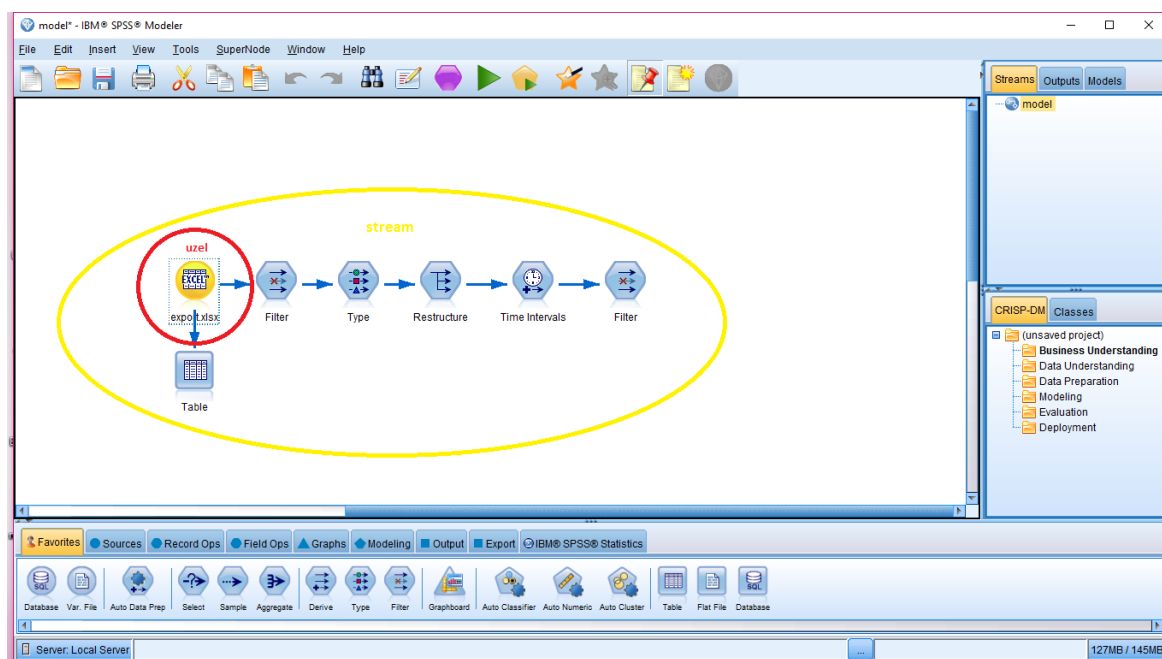 model* - IBM® SPSS® Modeler
File Edit Insert View Tools SuperNode Window Help
Streams Outputs Models
model
stream
uzel
EXCEL
export.xlsx Filter Type Restructure Time Intervals Filter
Table
CRISP-DM Classes
(unsaved project)
Business Understanding
Data Understanding
Data Preparation
Modeling
Evaluation
Deployment
Favorites Sources Record Ops Field Ops Graphs Modeling Output Export IBM® SPSS® Statistics
SQL SQL
Database Var. File Auto Data Prep Select Sample Aggregate Derive Type Filter Graphboard Auto Classifier Auto Numeric Auto Cluster Table Flat File Database
Server: Local Server ... 127MB / 145MB